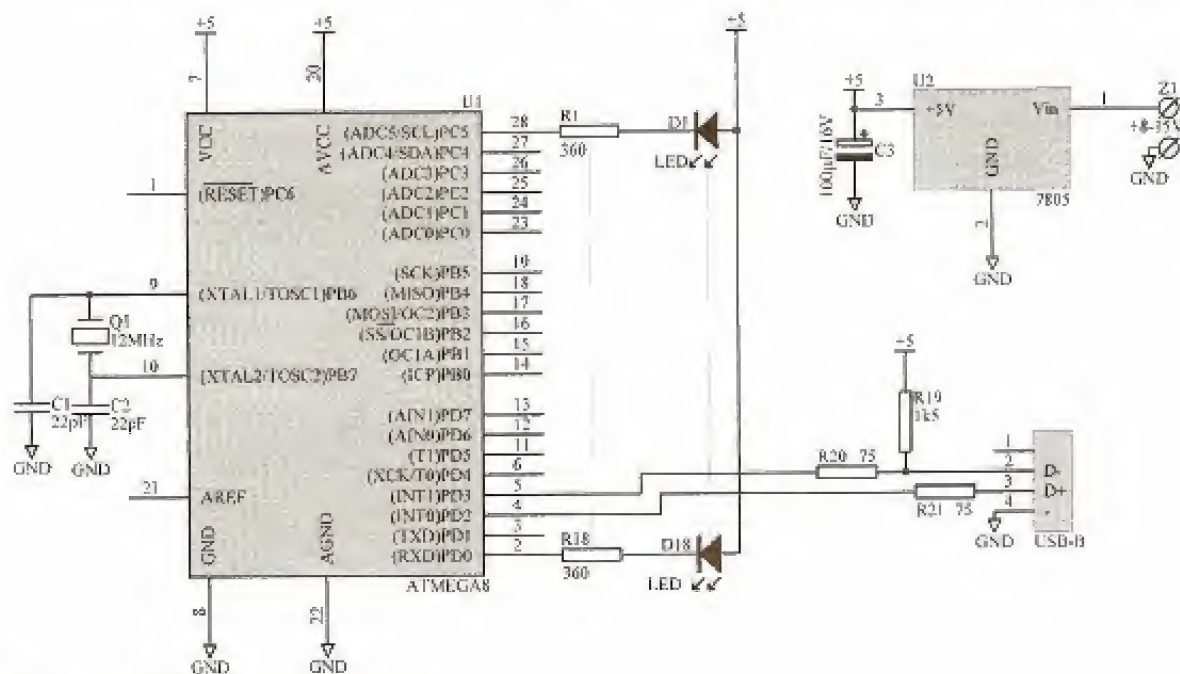 +5
+5
+5
7
20
U1
VCC
AVCC
(ADC5/SCL)PC5
28
R1
360
D1
LED
(ADC4/SDA)PC4
27
(ADC3)PC3
26
(ADC2)PC2
25
(ADC1)PC1
24
(ADC0)PC0
23
1
(RESET)PC6
(SCK)PB5
19
(MISO)PB4
18
(MOSI/OC2)PB3
17
(SS/OC1B)PB2
16
(OC1A)PB1
15
(ICP)PB0
14
9
(XTAL1/TOSC1)PB6
Q1
12MHz
10
(XTAL2/TOSC2)PB7
C1
22pF
C2
22pF
GND
GND
(AIN1)PD7
13
(AIN0)PD6
12
(T1)PD5
11
(XCK/T0)PD4
6
(INT1)PD3
5
(INT0)PD2
4
(TXD)PD1
3
(RXD)PD0
2
21
AREF
GND
AGND
ATMEGA8
8
22
GND
GND
R18
360
D18
LED
+5
3
U2
+5V
Vin
GND
7805
1
Z1
+8-15V
GND
100µF/16V
+
C3
GND
2
GND
+5
R19
1k5
R20 75
R21 75
1
2
3
4
D-
D+
-
GND
USB-B